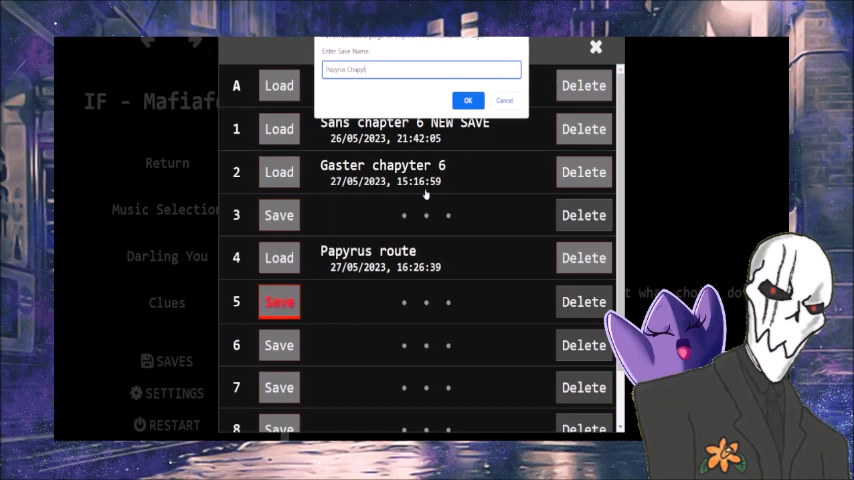 Enter Save Name:
Papyrus Chapyt
OK Cancel
IF - Mafiaf
Return
Music Selection
Darling You
Clues
SAVES
SETTINGS
RESTART
A Load Delete
1 Load Sans chapter 6 NEW SAVE Delete
26/05/2023, 21:42:05
2 Load Gaster chapyter 6 Delete
27/05/2023, 15:16:59
3 Save • • • Delete
4 Load Papyrus route Delete
27/05/2023, 16:26:39
5 Save • • • Delete
6 Save • • • Delete
7 Save • • • Delete
8 Save • • • Delete